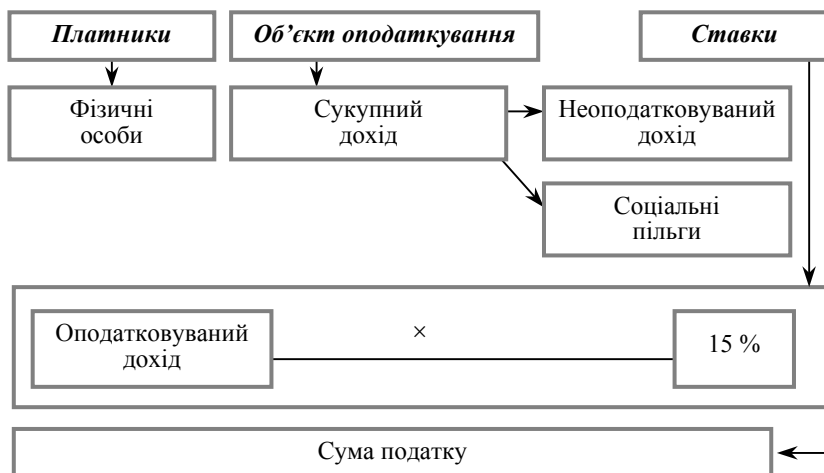 Платники
Об’єкт оподаткування
Ставки
Фізичні
особи
Сукупний
дохід
Неоподатковуваний
дохід
Соціальні
пільги
Оподатковуваний
дохід
×
15 %
Сума податку